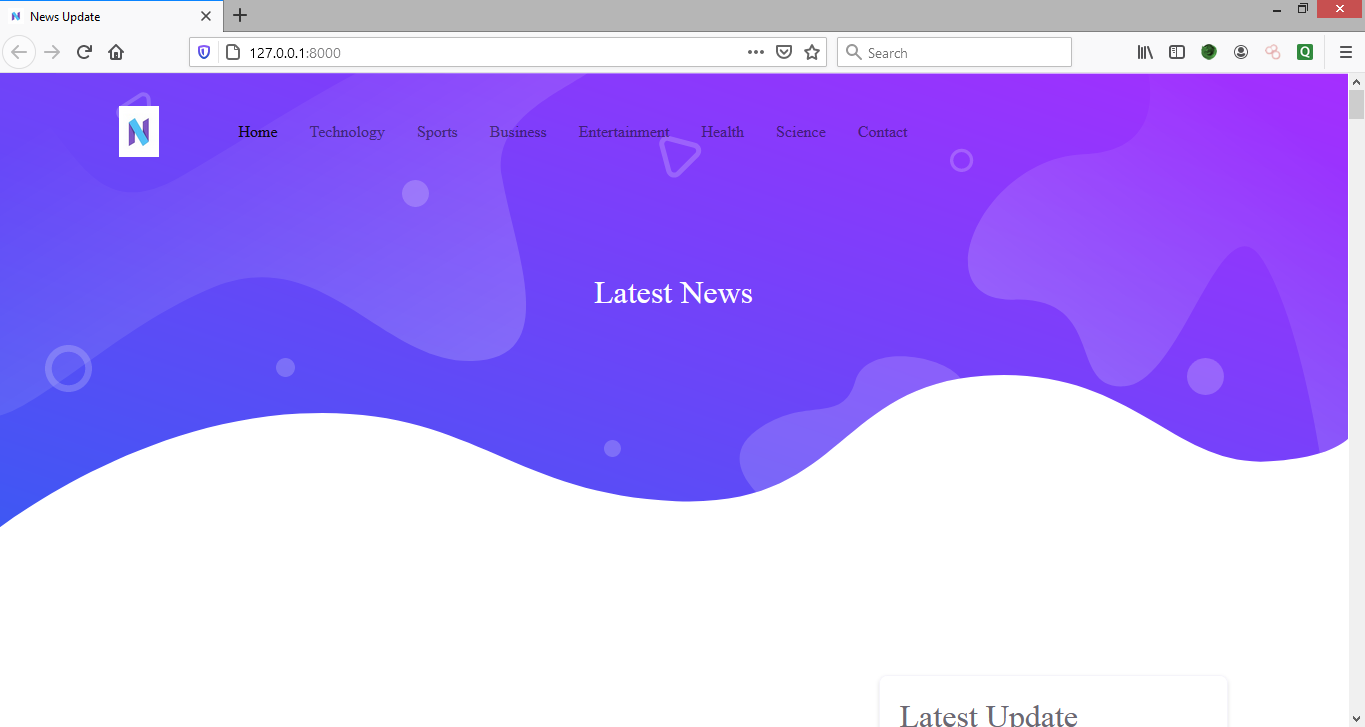 News Update
127.0.0.1:8000
Search
Home Technology Sports Business Entertainment Health Science Contact
Latest News
Latest Update